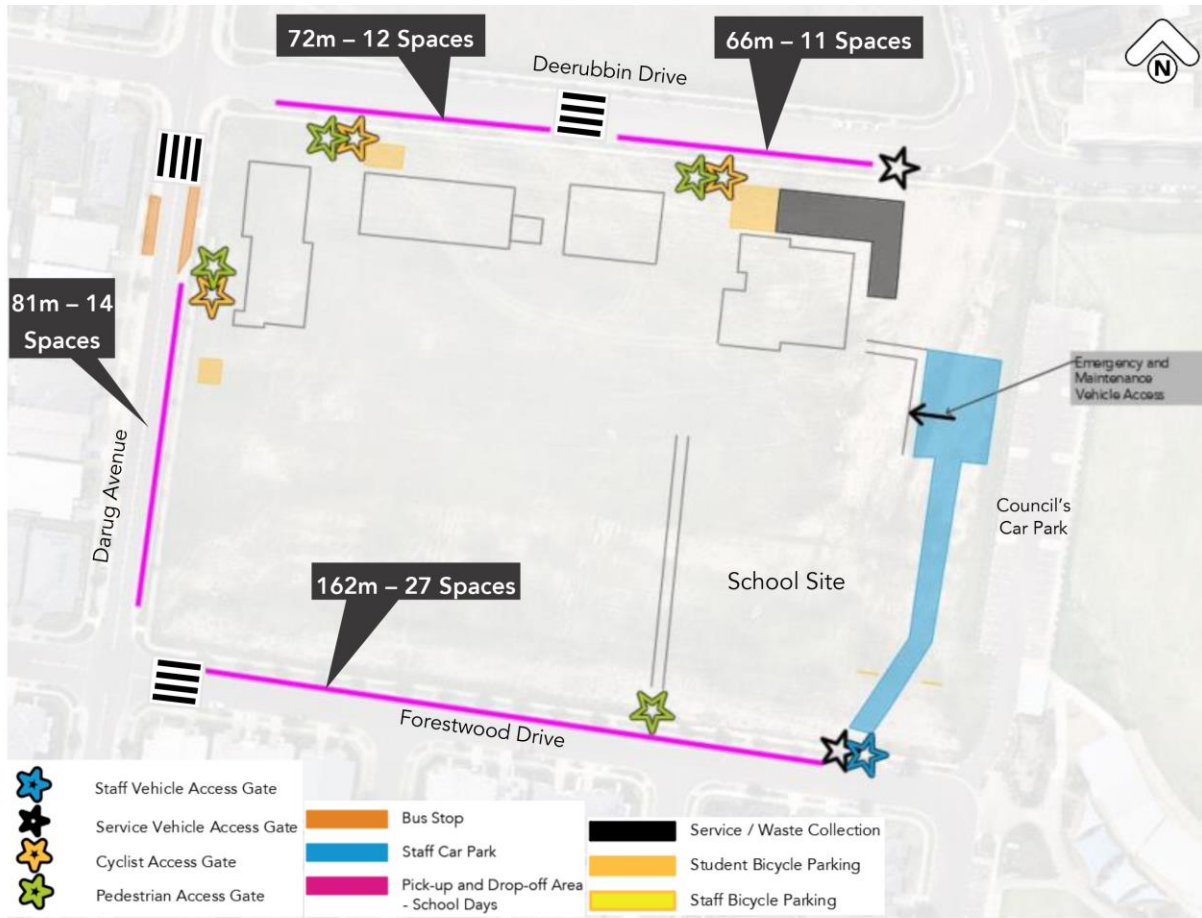 72m – 12 Spaces
66m – 11 Spaces
Deerubbin Drive
N
81m – 14
Spaces
Emergency and
Maintenance
Vehicle Access
Darug Avenue
Council's
Car Park
162m – 27 Spaces
School Site
Forestwood Drive
Staff Vehicle Access Gate
Service Vehicle Access Gate
Cyclist Access Gate
Pedestrian Access Gate
Bus Stop
Staff Car Park
Pick-up and Drop-off Area
- School Days
Service / Waste Collection
Student Bicycle Parking
Staff Bicycle Parking